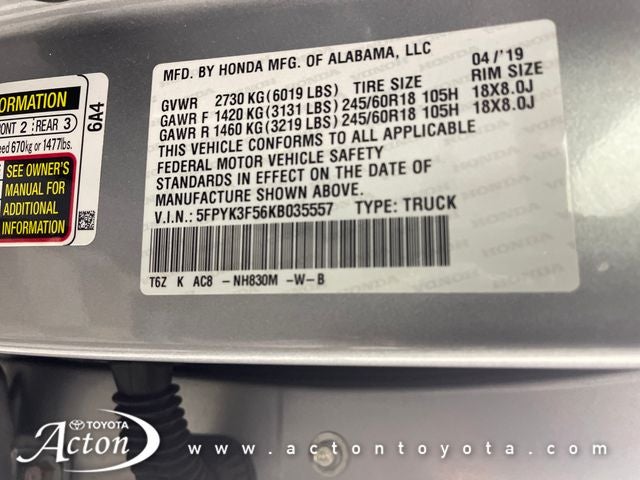 ORMATION
ONT 2 REAR 3
eed 670kg or 1477lbs.
SEE OWNER'S
MANUAL FOR
ADDITIONAL
INFORMATION
6A4
MFD. BY HONDA MFG. OF ALABAMA, LLC
04/'19
GVWR 2730 KG (6019 LBS) TIRE SIZE RIM SIZE
GAWR F 1420 KG (3131 LBS) 245/60R18 105H 18X8.0J
GAWR R 1460 KG (3219 LBS) 245/60R18 105H 18X8.0J
THIS VEHICLE CONFORMS TO ALL APPLICABLE
FEDERAL MOTOR VEHICLE SAFETY
STANDARDS IN EFFECT ON THE DATE OF
MANUFACTURE SHOWN ABOVE.
V.I.N.: 5FPYK3F56KB035557 TYPE: TRUCK
T6Z K AC8 - NH830M -W-B
TOYOTA
Acton
www.actontoyota.com